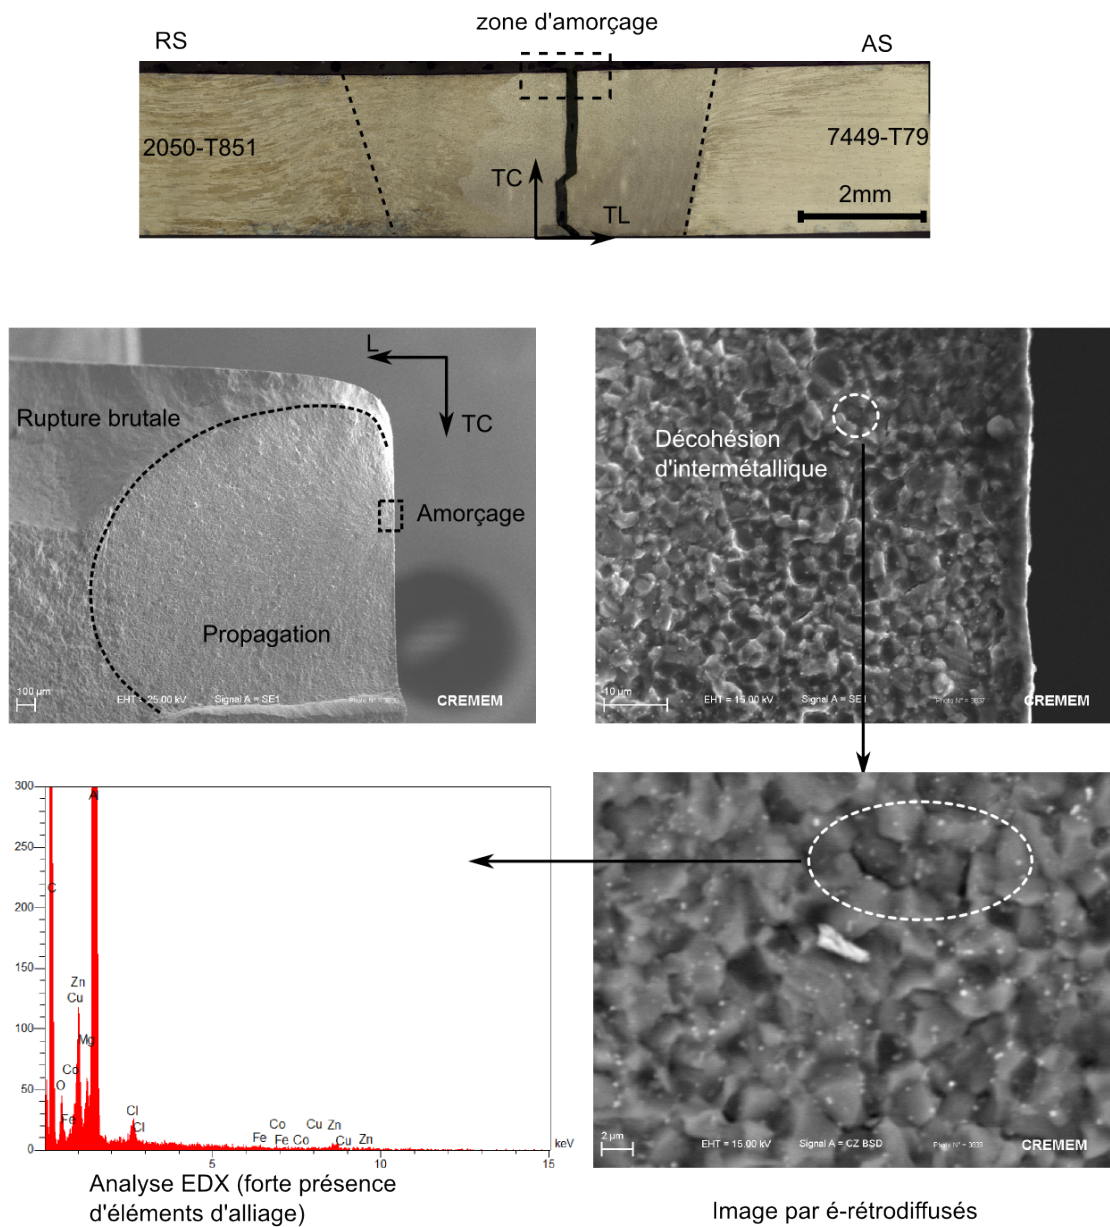 zone d'amorçage
RS
AS
2050-T851
7449-T79
TC
TL
2mm
L
TC
Rupture brutale
Amorçage
Propagation
100 µm
EHT = 25.00 kV
Signal A = SE1
CREMEM
Décohésion
d'intermétallique
10 µm
EHT = 15.00 kV
Signal A = SE1
Photo N° = 3837
CREMEM
300
250
200
150
100
50
0
C
Al
Zn
Cu
Mg
Co
O
Fe
Cl
Cl
Fe
Co
Fe
Co
Cu
Zn
Cu
Zn
5
10
15
keV
Analyse EDX (forte présence
d'éléments d'alliage)
2 µm
EHT = 15.00 kV
Signal A = CZ BSD
CREMEM
Image par é-rétrodiffusés